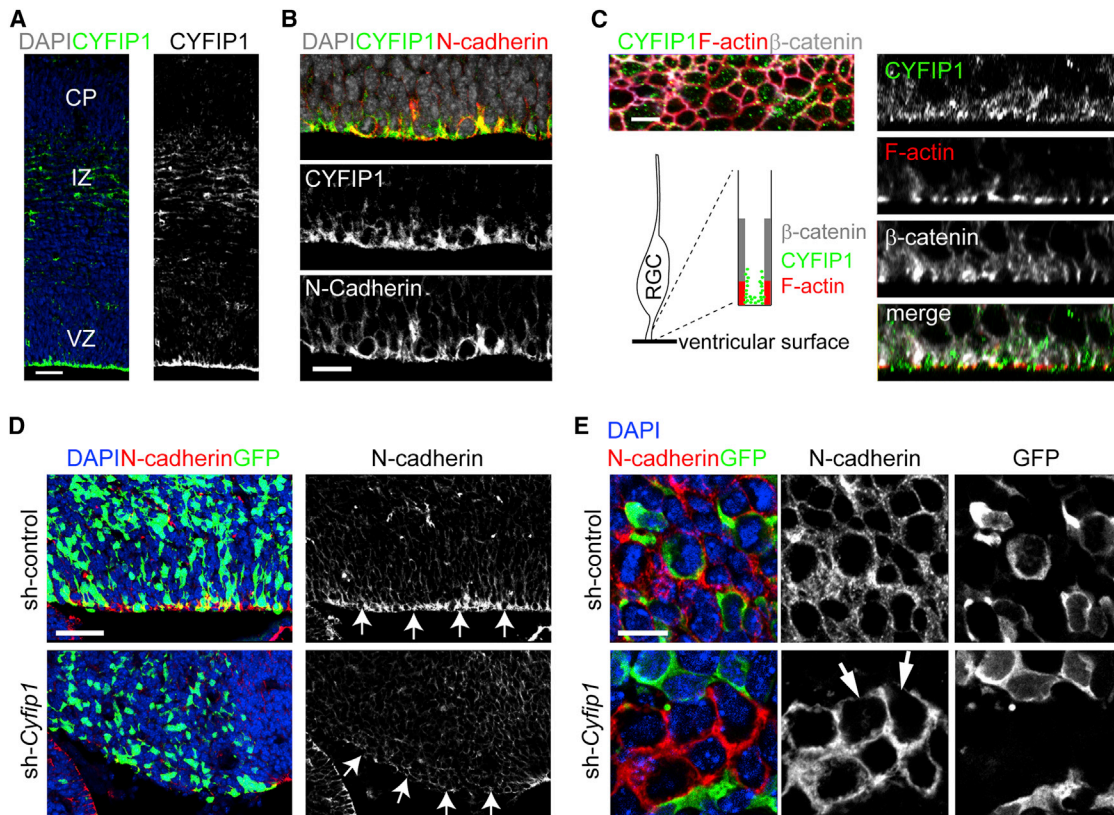 A
DAPICYFIP1
CYFIP1
CP
IZ
VZ
B
DAPICYFIP1N-cadherin
CYFIP1
N-Cadherin
C
CYFIP1F-actinβ-catenin
RGC
β-catenin
CYFIP1
F-actin
ventricular surface
CYFIP1
F-actin
β-catenin
merge
D
DAPIN-cadherinGFP
N-cadherin
sh-control
sh-Cyfip1
E
DAPI
N-cadherinGFP
N-cadherin
GFP
sh-control
sh-Cyfip1